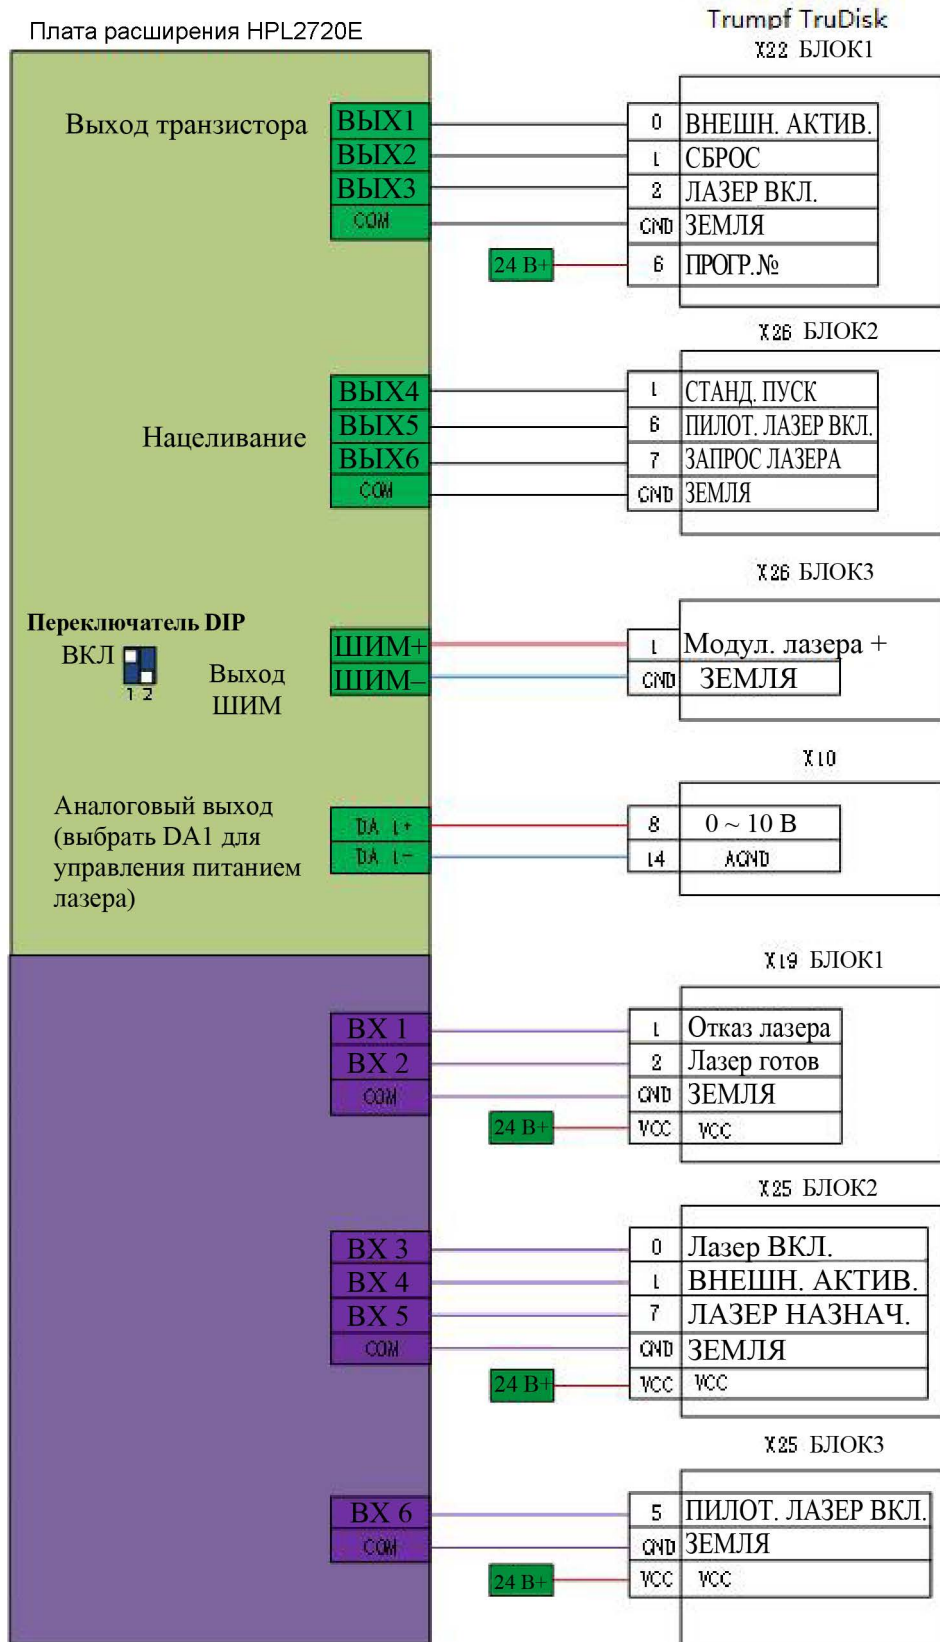 Плата расширения HPL2720E
Trumpf TruDisk
X22 БЛОК1
Выход транзистора
ВЫХ1
0 ВНЕШН. АКТИВ.
ВЫХ2
1 СБРОС
ВЫХ3
2 ЛАЗЕР ВКЛ.
COM
GND ЗЕМЛЯ
24 В+
6 ПРОГР.№
X26 БЛОК2
ВЫХ4
1 СТАНД. ПУСК
Нацеливание
ВЫХ5
6 ПИЛОТ. ЛАЗЕР ВКЛ.
ВЫХ6
7 ЗАПРОС ЛАЗЕРА
COM
GND ЗЕМЛЯ
X26 БЛОК3
Переключатель DIP
ВКЛ
1 2
Выход
ШИМ
ШИМ+
1 Модул. лазера +
ШИМ–
GND ЗЕМЛЯ
X10
Аналоговый выход
(выбрать DA1 для
управления питанием
лазера)
DA 1+
8 0 ~ 10 В
DA 1-
14 AGND
X19 БЛОК1
ВХ 1
1 Отказ лазера
ВХ 2
2 Лазер готов
COM
GND ЗЕМЛЯ
24 В+
VCC VCC
X25 БЛОК2
ВХ 3
0 Лазер ВКЛ.
ВХ 4
1 ВНЕШН. АКТИВ.
ВХ 5
7 ЛАЗЕР НАЗНАЧ.
COM
GND ЗЕМЛЯ
24 В+
VCC VCC
X25 БЛОК3
ВХ 6
5 ПИЛОТ. ЛАЗЕР ВКЛ.
COM
GND ЗЕМЛЯ
24 В+
VCC VCC